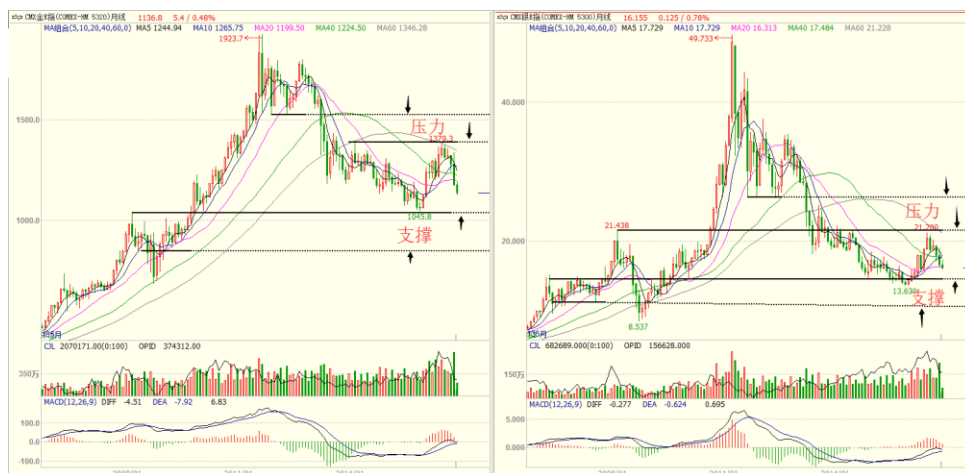 CMX金米指(COMEX-HM 5320)月线 1136.8 5.4 / 0.48%
MA组合(5,10,20,40,60,0) MA5 1244.94 MA10 1265.75 MA20 1199.50 MA40 1224.50 MA60 1346.28
1923.7
1500.0
压力
1379.3
1000.0
1045.8
支撑
CJL 2070171.00(0:100) OPID 374312.00
350万
MACD(12,26,9) DIFF -4.51 DEA -7.92 6.83
100.0
0.0
-100.0
2014/01
CMX银米指(COMEX-HM 5300)月线 16.155 0.125 / 0.78%
MA组合(5,10,20,40,60,0) MA5 17.729 MA10 17.729 MA20 16.313 MA40 17.484 MA60 21.228
49.733
40.000
压力
21.438
20.000
13.630
支撑
8.537
CJL 682689.000(0:100) OPID 156628.000
150万
MACD(12,26,9) DIFF -0.277 DEA -0.624 0.695
5.000
0.000